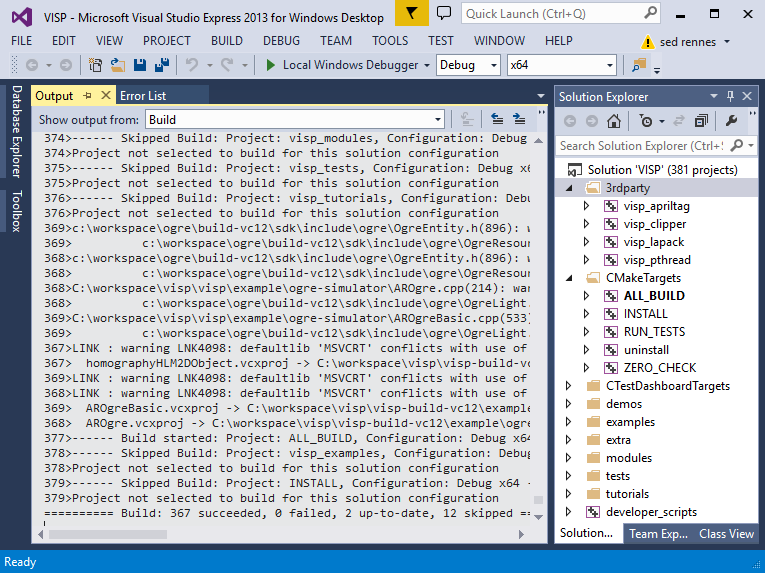 VISP - Microsoft Visual Studio Express 2013 for Windows Desktop
Quick Launch (Ctrl+Q)
FILE EDIT VIEW PROJECT BUILD DEBUG TEAM TOOLS TEST WINDOW HELP
sed rennes
Local Windows Debugger Debug x64
Database Explorer
Toolbox
Output Error List
Show output from: Build
374>------ Skipped Build: Project: visp_modules, Configuration: Debug
374>Project not selected to build for this solution configuration
375>------ Skipped Build: Project: visp_tests, Configuration: Debug x6
375>Project not selected to build for this solution configuration
376>------ Skipped Build: Project: visp_tutorials, Configuration: Debu
376>Project not selected to build for this solution configuration
369>c:\workspace\ogre\build-vc12\sdk\include\ogre\OgreEntity.h(896): w
369> c:\workspace\ogre\build-vc12\sdk\include\ogre\OgreResour
368>c:\workspace\ogre\build-vc12\sdk\include\ogre\OgreEntity.h(896): w
368> c:\workspace\ogre\build-vc12\sdk\include\ogre\OgreResour
368>C:\workspace\visp\visp\example\ogre-simulator\AROgre.cpp(214): war
368> c:\workspace\ogre\build-vc12\sdk\include\ogre\OgreLight.
369>C:\workspace\visp\visp\example\ogre-simulator\AROgreBasic.cpp(533)
369> c:\workspace\ogre\build-vc12\sdk\include\ogre\OgreLight.
367>LINK : warning LNK4098: defaultlib 'MSVCRT' conflicts with use of
367> homographyHLM2DObject.vcxproj -> C:\workspace\visp\visp-build-vc
369>LINK : warning LNK4098: defaultlib 'MSVCRT' conflicts with use of
368>LINK : warning LNK4098: defaultlib 'MSVCRT' conflicts with use of
369> AROgreBasic.vcxproj -> C:\workspace\visp\visp-build-vc12\example
368> AROgre.vcxproj -> C:\workspace\visp\visp-build-vc12\example\ogre
377>------ Build started: Project: ALL_BUILD, Configuration: Debug x64
378>------ Skipped Build: Project: visp_examples, Configuration: Debug
378>Project not selected to build for this solution configuration
379>------ Skipped Build: Project: INSTALL, Configuration: Debug x64 -
379>Project not selected to build for this solution configuration
========== Build: 367 succeeded, 0 failed, 2 up-to-date, 12 skipped ==
Solution Explorer
Search Solution Explorer (Ctrl+
Solution 'VISP' (381 projects)
3rdparty
visp_apriltag
visp_clipper
visp_lapack
visp_pthread
CMakeTargets
ALL_BUILD
INSTALL
RUN_TESTS
uninstall
ZERO_CHECK
CTestDashboardTargets
demos
examples
extra
modules
tests
tutorials
developer_scripts
Solution... Team Exp... Class View
Ready